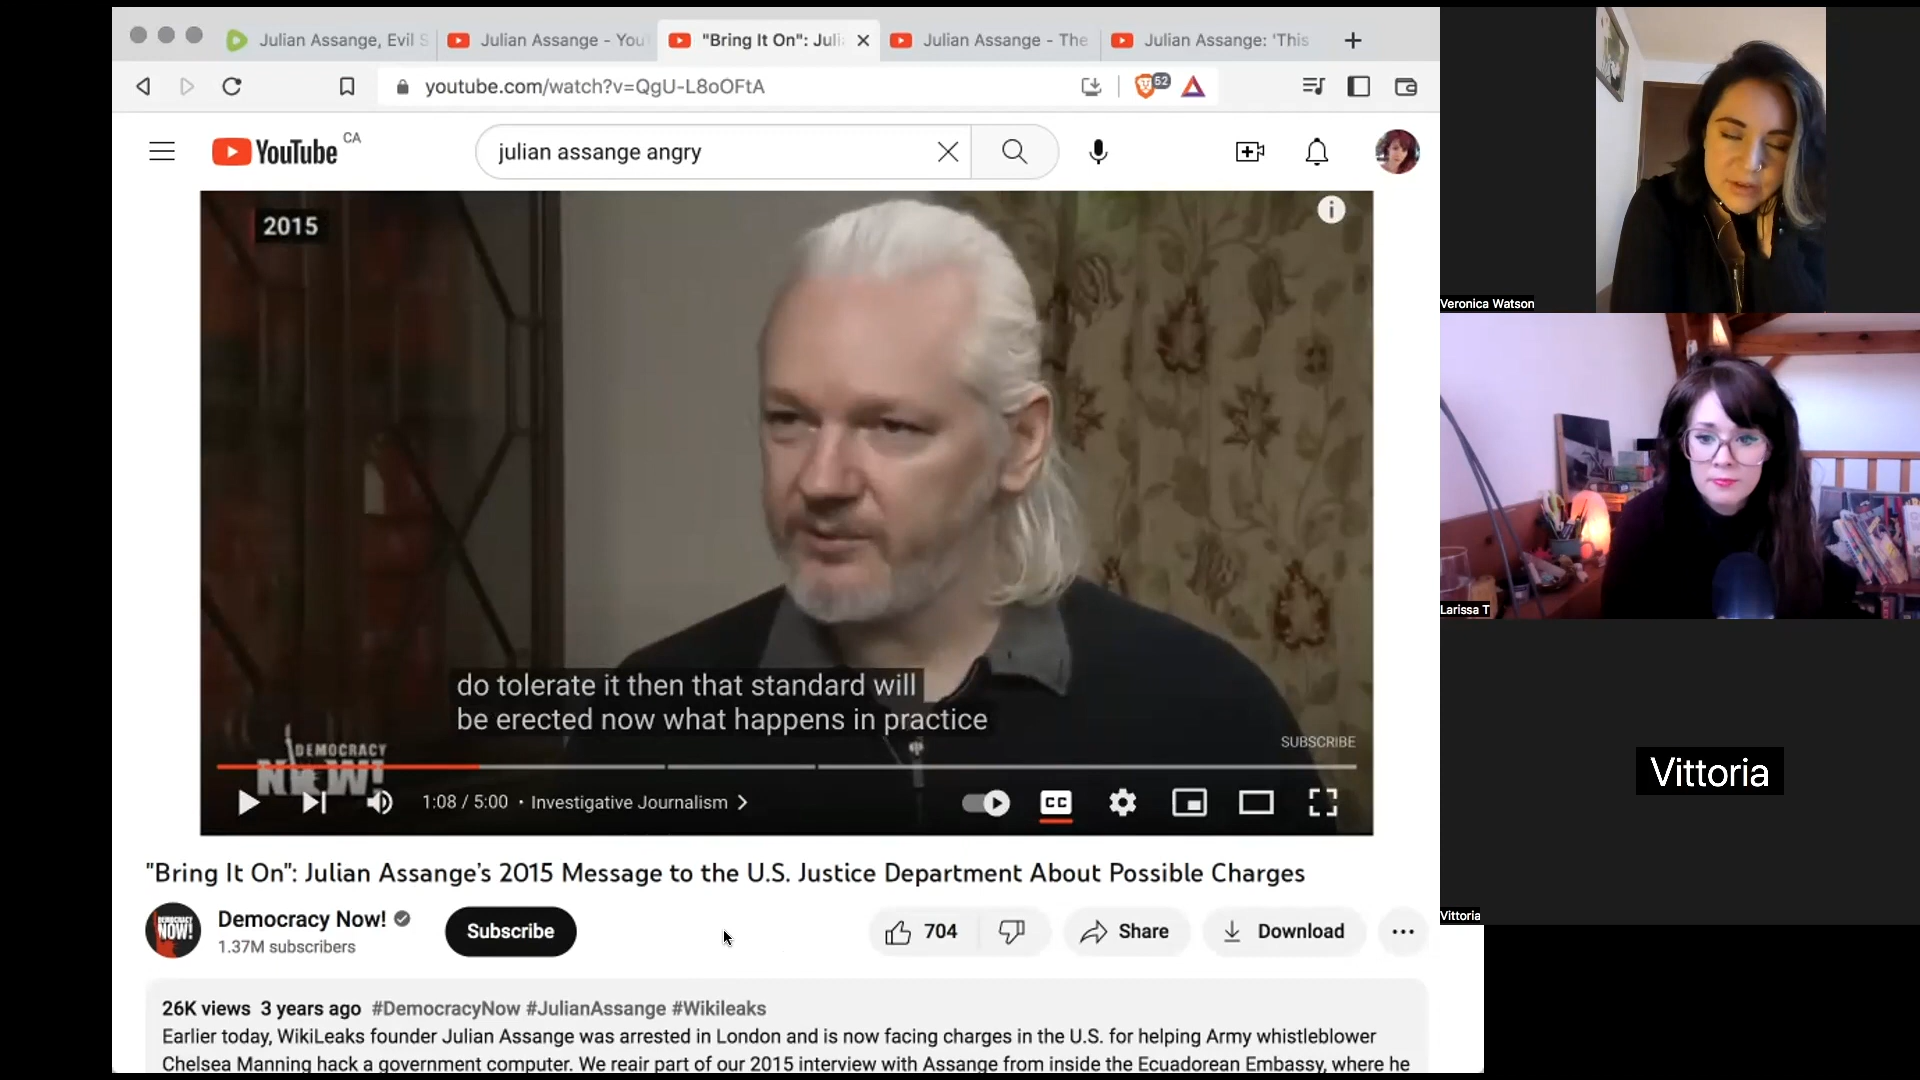 Julian Assange, Evil S
Julian Assange - You
"Bring It On": Juli
Julian Assange - The
Julian Assange: 'This
youtube.com/watch?v=QgU-L8oOFtA
52
YouTube CA
julian assange angry
2015
do tolerate it then that standard will
be erected now what happens in practice
SUBSCRIBE
DEMOCRACY
NOW!
1:08 / 5:00 • Investigative Journalism
CC
"Bring It On": Julian Assange's 2015 Message to the U.S. Justice Department About Possible Charges
DEMOCRACY
NOW!
Democracy Now!
1.37M subscribers
Subscribe
704
Share
Download
26K views 3 years ago #DemocracyNow #JulianAssange #Wikileaks
Earlier today, WikiLeaks founder Julian Assange was arrested in London and is now facing charges in the U.S. for helping Army whistleblower
Chelsea Manning hack a government computer. We reair part of our 2015 interview with Assange from inside the Ecuadorean Embassy, where he
Veronica Watson
Larissa T
Vittoria
Vittoria